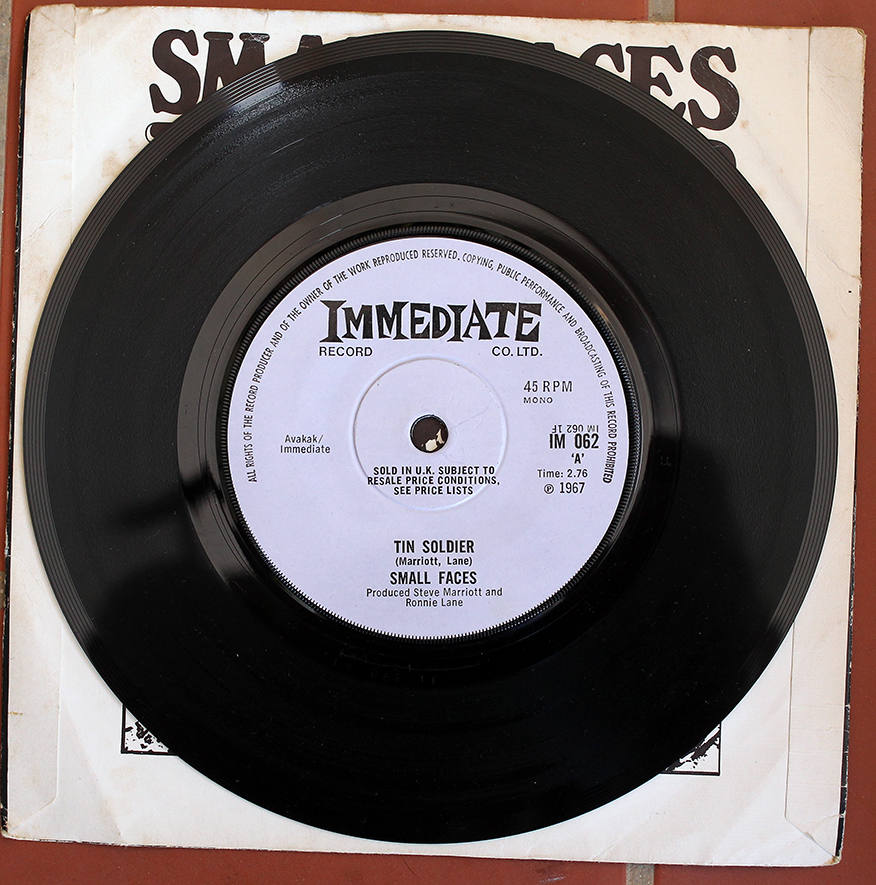 SM ACES
ALL RIGHTS OF THE RECORD PRODUCER AND OF THE OWNER OF THE WORK REPRODUCED RESERVED. COPYING, PUBLIC PERFORMANCE AND BROADCASTING OF THIS RECORD PROHIBITED
IMMEDIATE
RECORD CO. LTD.
45 RPM
MONO
IM 062 1F
IM 062
'A'
Time: 2.76
℗ 1967
Avakak/
Immediate
SOLD IN U.K. SUBJECT TO
RESALE PRICE CONDITIONS,
SEE PRICE LISTS
TIN SOLDIER
(Marriott, Lane)
SMALL FACES
Produced Steve Marriott and
Ronnie Lane